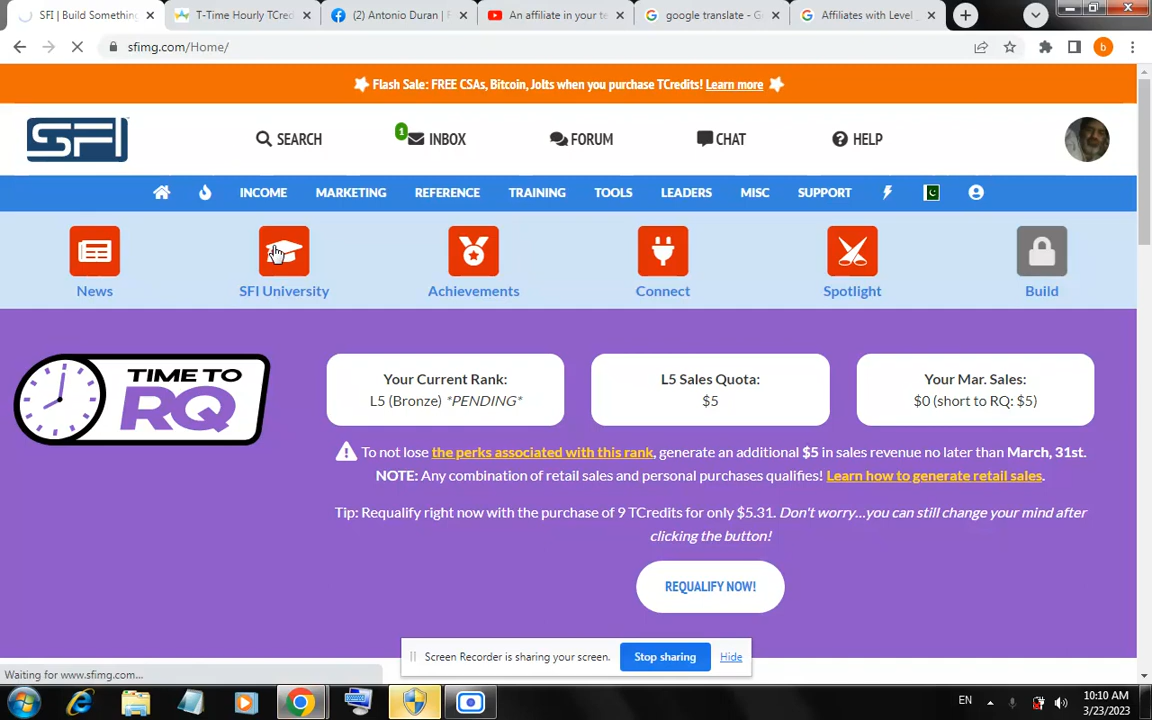 SFI | Build Something
T-Time Hourly TCred
(2) Antonio Duran | F
An affiliate in your te
google translate - Go
Affiliates with Level
sfimg.com/Home/
b
Flash Sale: FREE CSAs, Bitcoin, Jolts when you purchase TCredits! Learn more
SFI
SEARCH
1
INBOX
FORUM
CHAT
HELP
INCOME
MARKETING
REFERENCE
TRAINING
TOOLS
LEADERS
MISC
SUPPORT
News
SFI University
Achievements
Connect
Spotlight
Build
TIME TO
RQ
Your Current Rank:
L5 (Bronze) *PENDING*
L5 Sales Quota:
$5
Your Mar. Sales:
$0 (short to RQ: $5)
To not lose the perks associated with this rank, generate an additional $5 in sales revenue no later than March, 31st.
NOTE: Any combination of retail sales and personal purchases qualifies! Learn how to generate retail sales.
Tip: Requalify right now with the purchase of 9 TCredits for only $5.31. Don't worry...you can still change your mind after
clicking the button!
REQUALIFY NOW!
Screen Recorder is sharing your screen.
Stop sharing
Hide
Waiting for www.sfimg.com...
EN
10:10 AM
3/23/2023